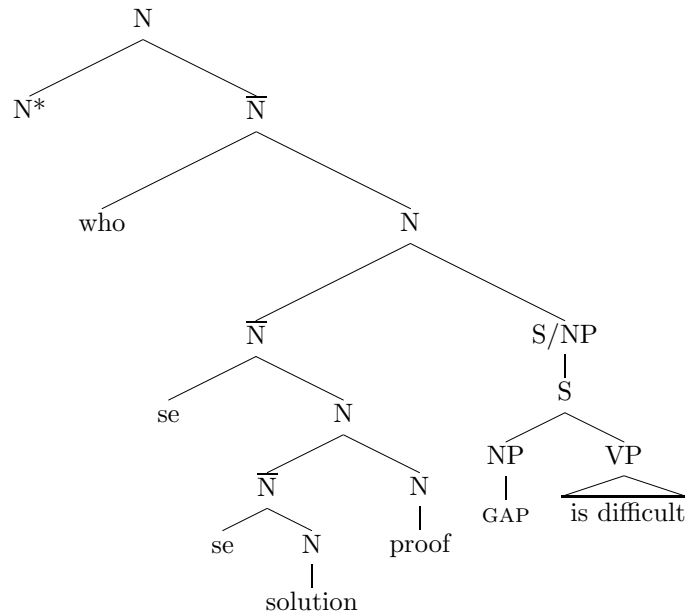 N
N* N̅
who N
N̅ S/NP
S
se N
NP VP
N̅ N
GAP is difficult
se N proof
solution